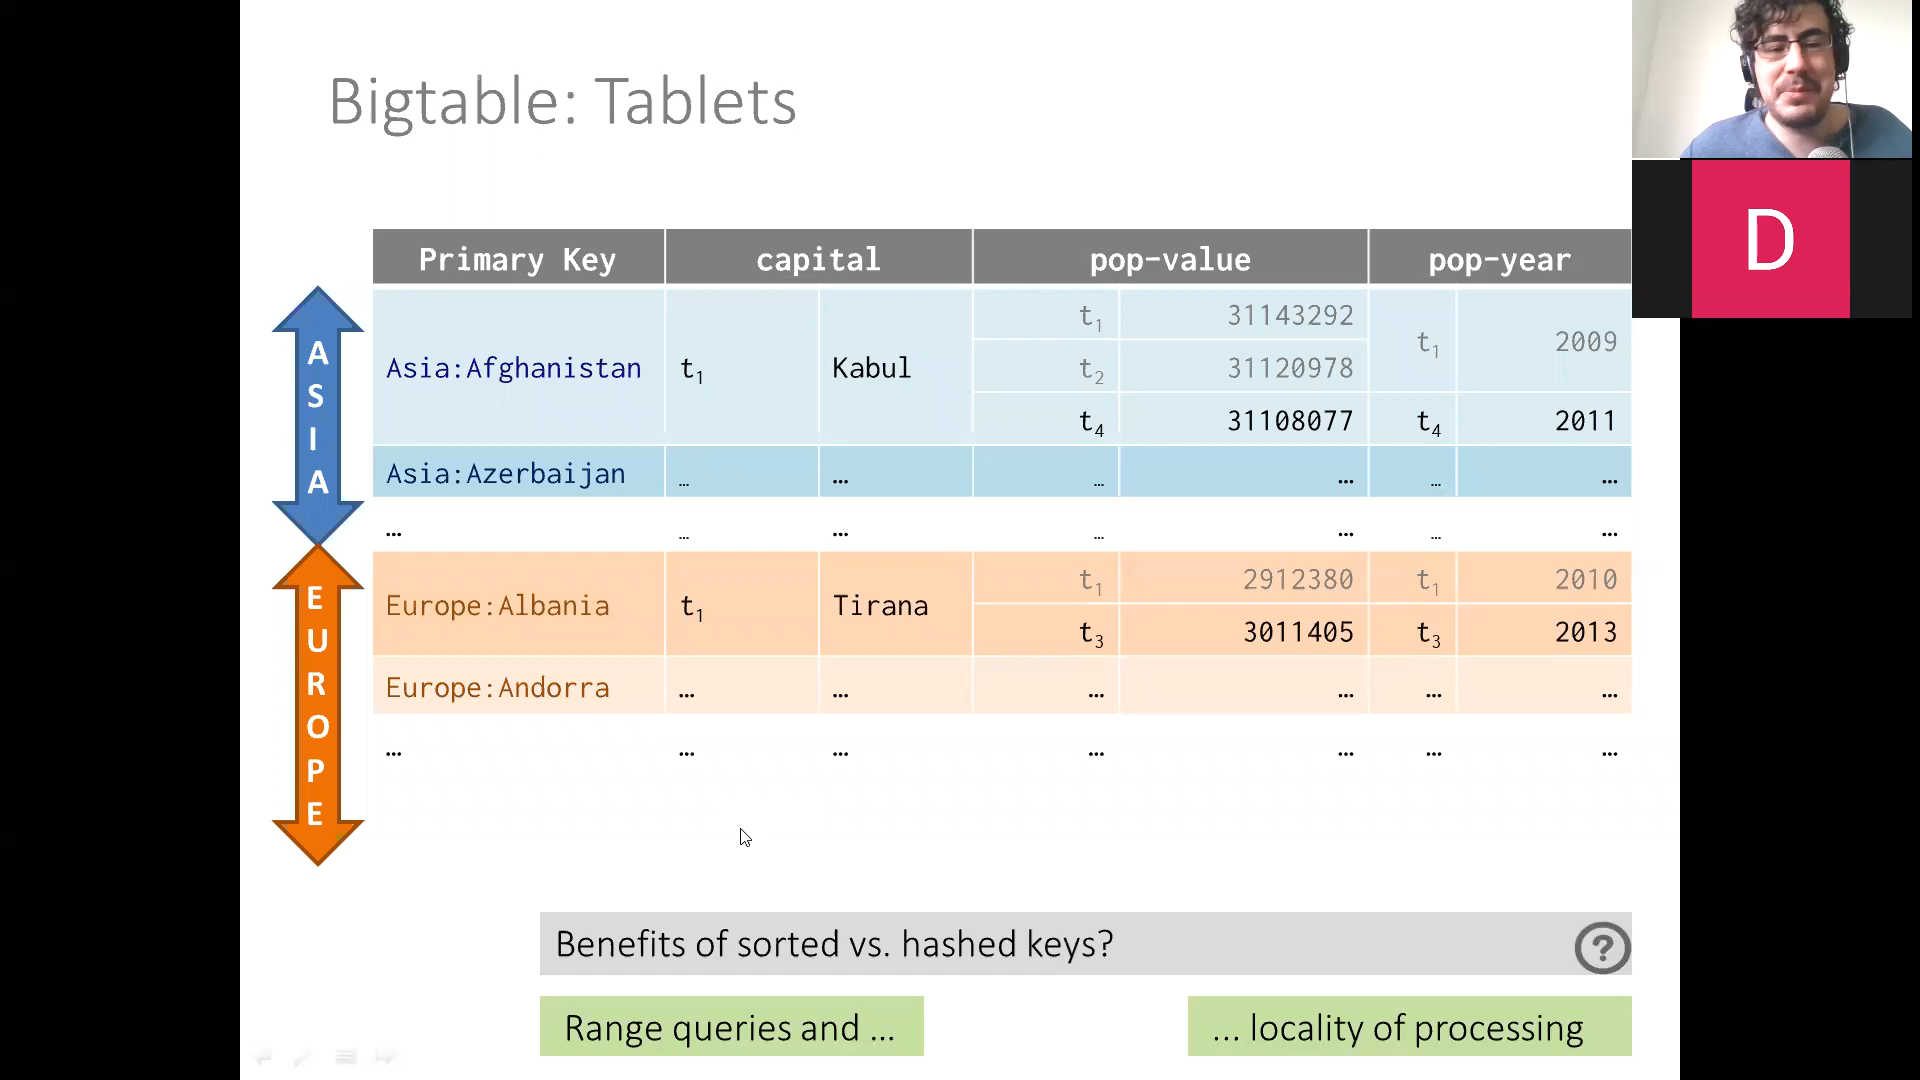 Bigtable: Tablets
D
Primary Key capital pop-value pop-year
ASIA
Asia:Afghanistan t₁ Kabul t₁ 31143292 t₁ 2009
t₂ 31120978
t₄ 31108077 t₄ 2011
Asia:Azerbaijan … … … … … …
… … … … … … …
EUROPE
Europe:Albania t₁ Tirana t₁ 2912380 t₁ 2010
t₃ 3011405 t₃ 2013
Europe:Andorra … … … … … …
… … … … … … …
Benefits of sorted vs. hashed keys? ?
Range queries and … … locality of processing